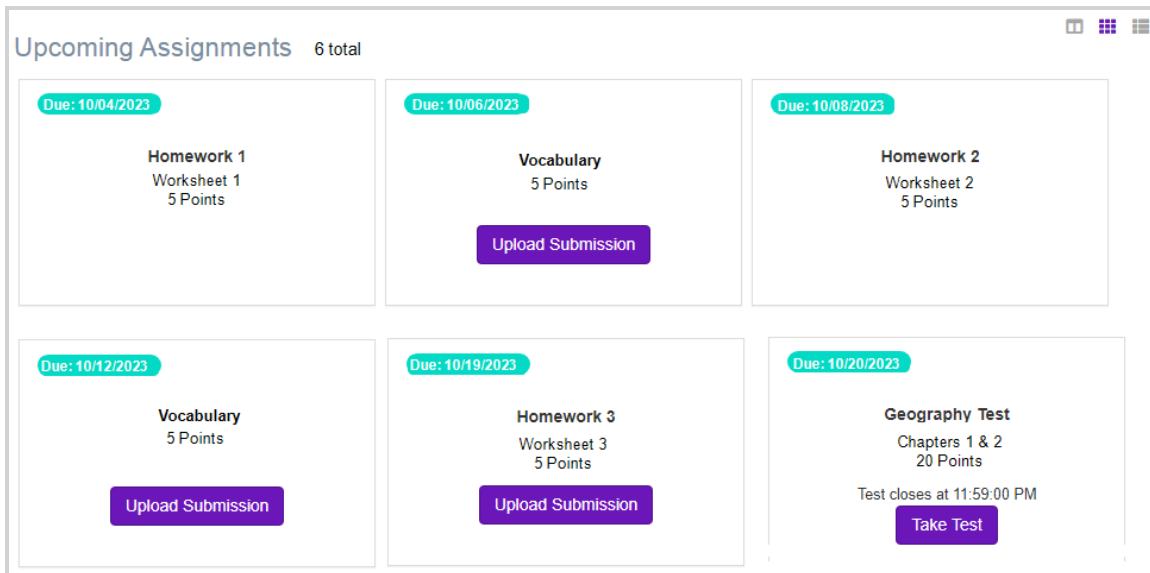 Upcoming Assignments 6 total
Due: 10/04/2023
Homework 1
Worksheet 1
5 Points
Due: 10/06/2023
Vocabulary
5 Points
Upload Submission
Due: 10/08/2023
Homework 2
Worksheet 2
5 Points
Due: 10/12/2023
Vocabulary
5 Points
Upload Submission
Due: 10/19/2023
Homework 3
Worksheet 3
5 Points
Upload Submission
Due: 10/20/2023
Geography Test
Chapters 1 & 2
20 Points
Test closes at 11:59:00 PM
Take Test